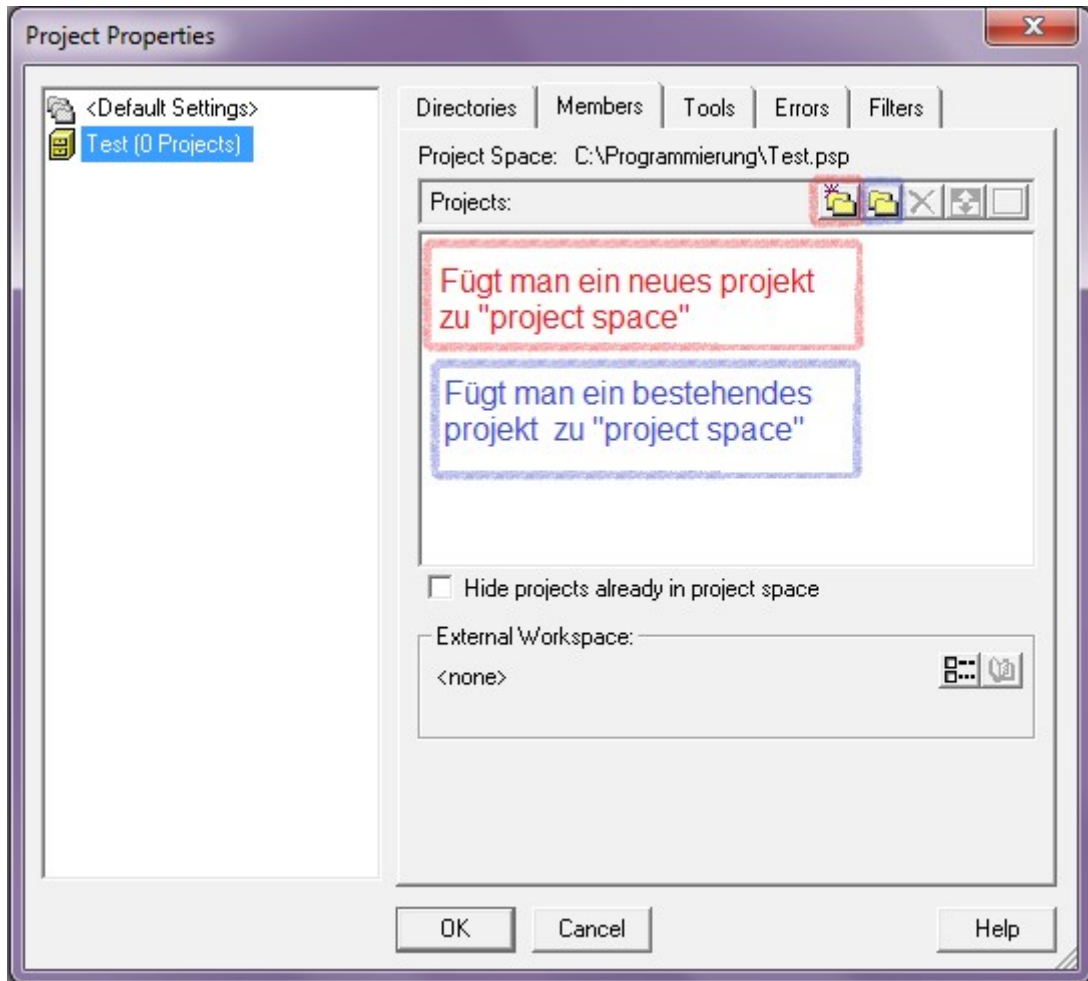 Project Properties
<Default Settings>
Test (0 Projects)
Directories Members Tools Errors Filters
Project Space: C:\Programmierung\Test.psp
Projects:
Fügt man ein neues projekt
zu "project space"
Fügt man ein bestehendes
projekt zu "project space"
Hide projects already in project space
External Workspace:
<none>
OK Cancel Help